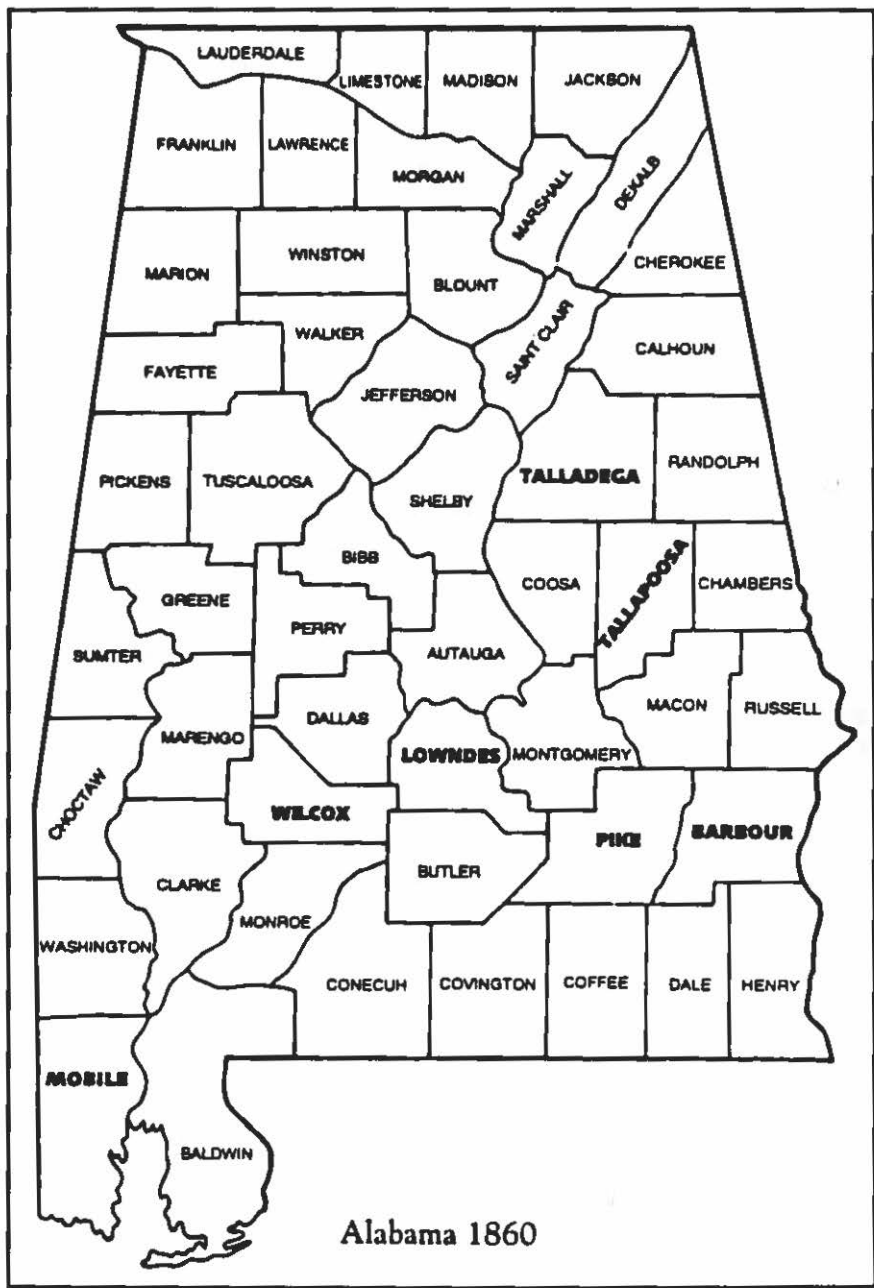 LAUDERDALE
LIMESTONE
MADISON
JACKSON
FRANKLIN
LAWRENCE
MORGAN
MARSHALL
DEKALB
CHEROKEE
MARION
WINSTON
BLOUNT
WALKER
SAINT CLAIR
CALHOUN
FAYETTE
JEFFERSON
PICKENS
TUSCALOOSA
SHELBY
TALLADEGA
RANDOLPH
BIBB
COOSA
TALLAPOOSA
CHAMBERS
GREENE
PERRY
SUMTER
AUTAUGA
MARENGO
DALLAS
LOWNDES
MONTGOMERY
MACON
RUSSELL
CHOCTAW
WILCOX
PIKE
BARBOUR
CLARKE
BUTLER
MONROE
WASHINGTON
CONECUH
COVINGTON
COFFEE
DALE
HENRY
MOBILE
BALDWIN
Alabama 1860